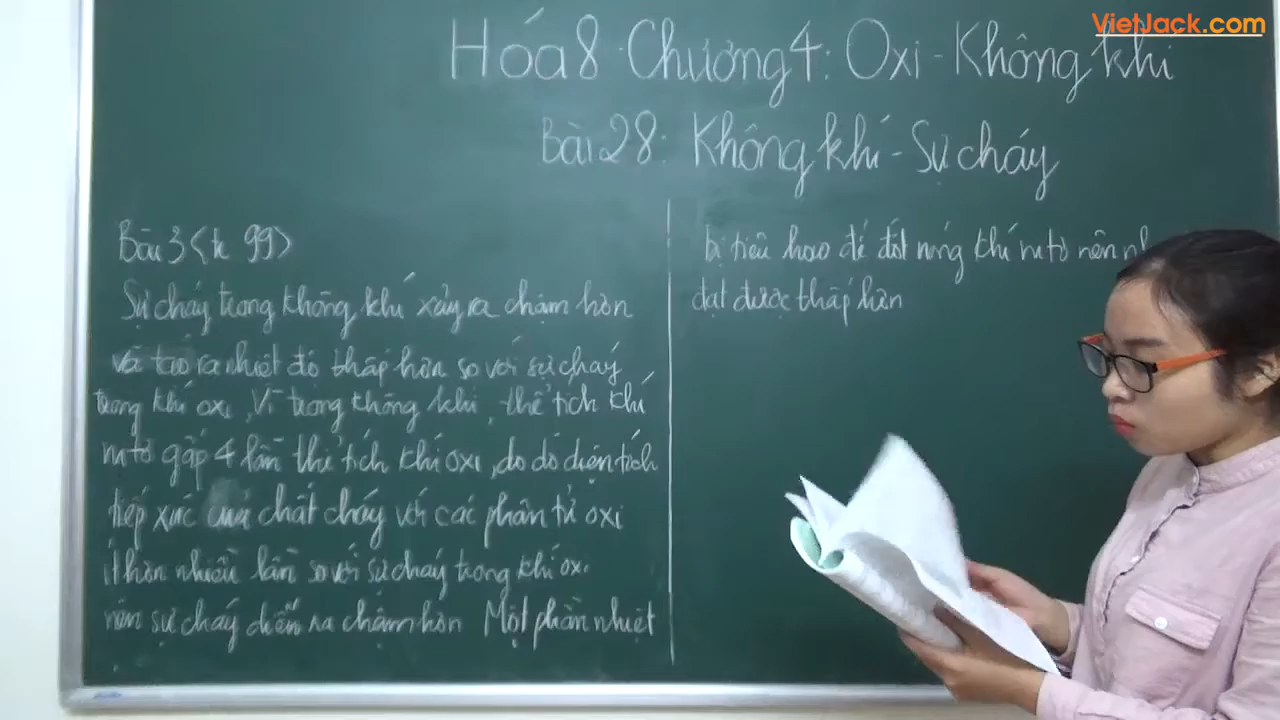 VietJack.com
Hóa 8 Chương 4: Oxi - Không khí
Bài 28: Không khí - Sự cháy
Bài 3 <tr 99>
Sự cháy trong không khí xảy ra chậm hơn
và tạo ra nhiệt độ thấp hơn so với sự cháy
trong khí oxi, Vì trong không khí, thể tích khí
nitơ gấp 4 lần thể tích khí oxi, do đó diện tích
tiếp xúc của chất cháy với các phân tử oxi
ít hơn nhiều lần so với sự cháy trong khí oxi
nên sự cháy diễn ra chậm hơn Một phần nhiệt
bị tiêu hao để đốt nóng khí nitơ nên
đạt được thấp hơn